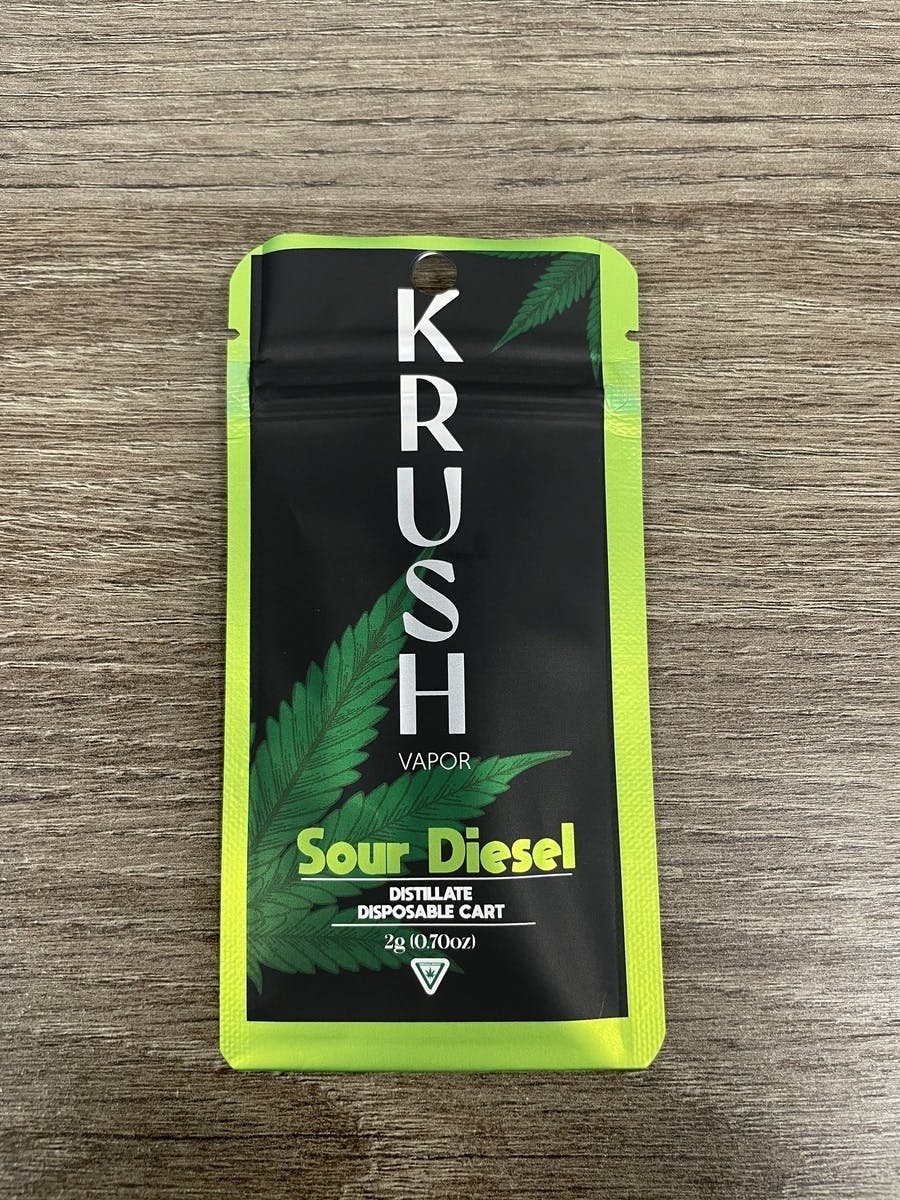 KRUSH
VAPOR
Sour Diesel
DISTILLATE
DISPOSABLE CART
2g (0.70oz)